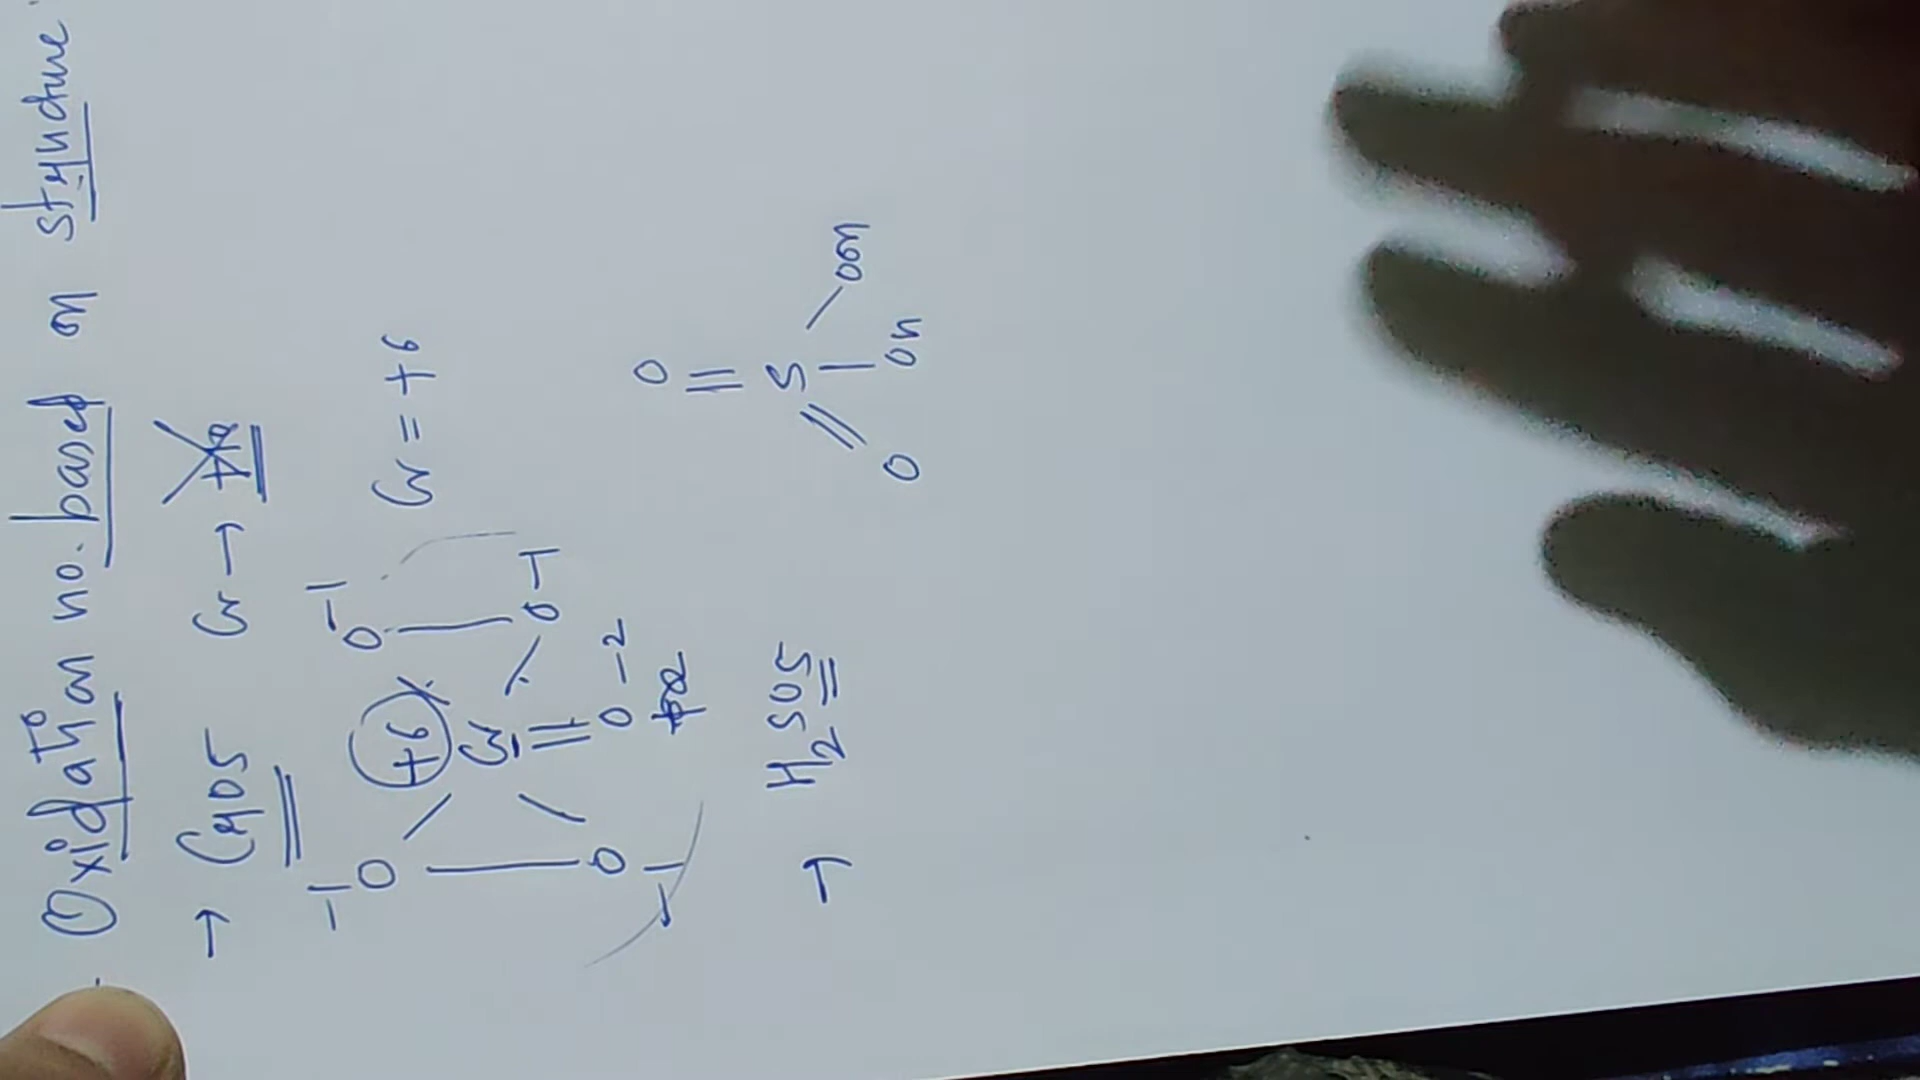 Oxidation no. based on structure
→ CrO5 Cr → +10
-1 O O -1
+6 Cr Cr = +6
-1 O O -1
O -2
→ H2SO5
O
S
O OH OOH